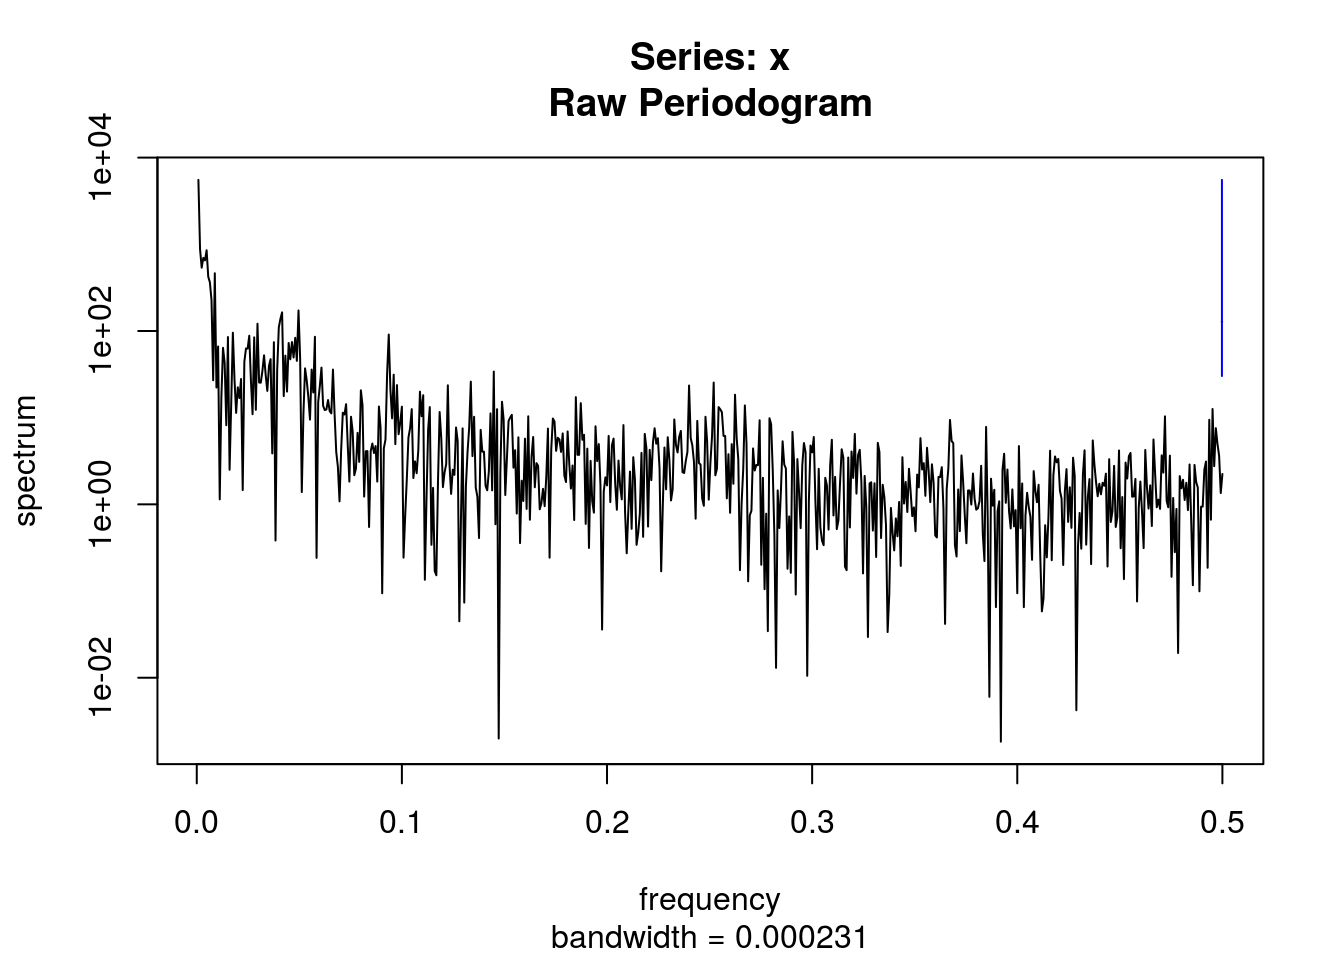 Series: x
Raw Periodogram
spectrum
1e+04
1e+02
1e+00
1e-02
0.0 0.1 0.2 0.3 0.4 0.5
frequency
bandwidth = 0.000231